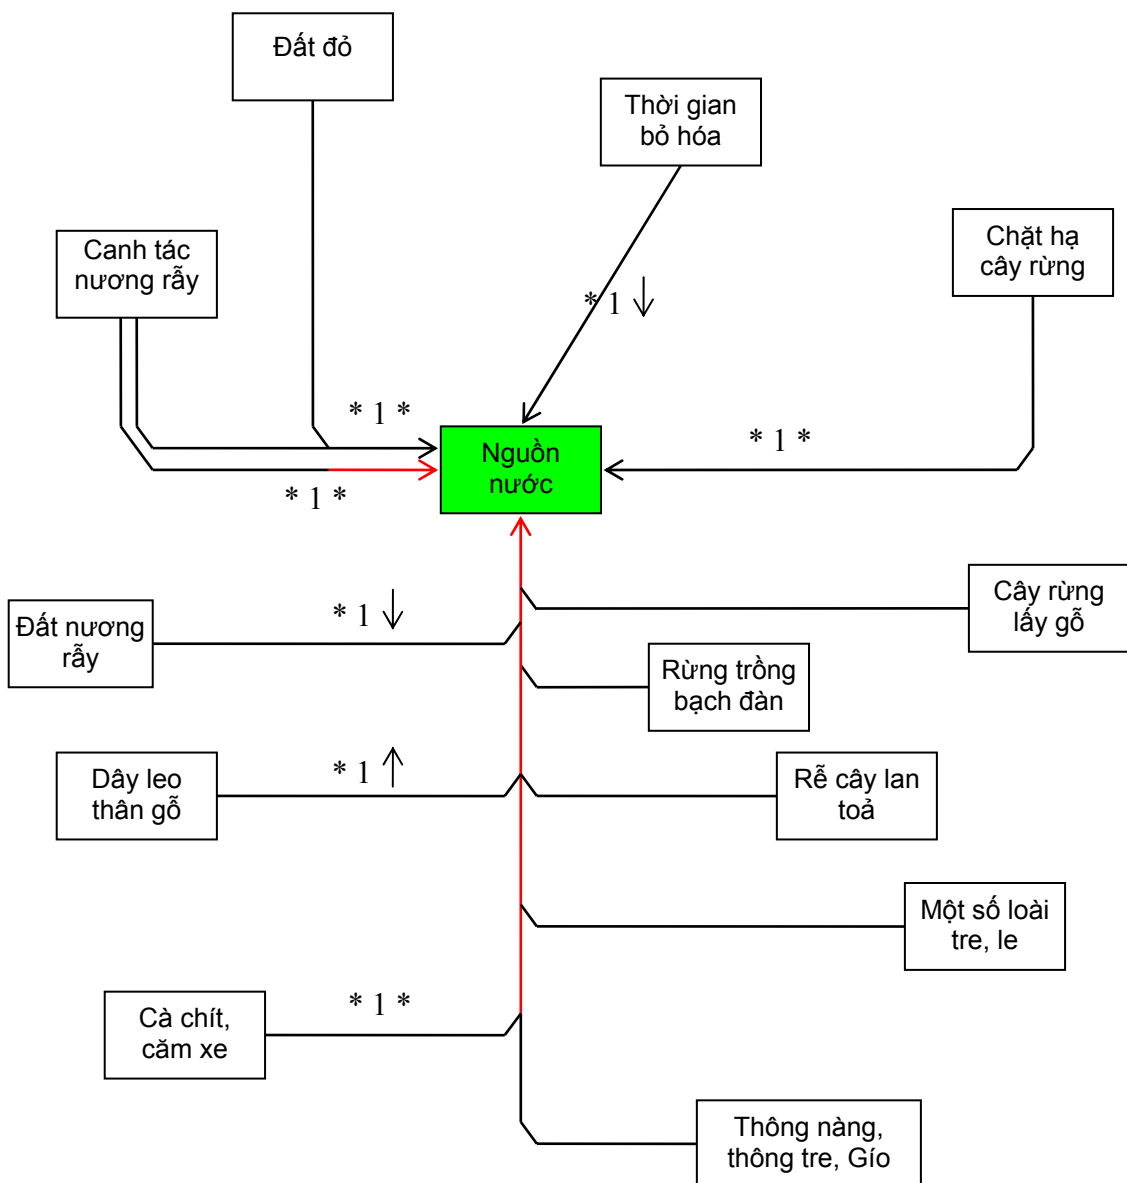 Đất đỏ
Thời gian
bỏ hóa
Canh tác
nương rẫy
Chặt hạ
cây rừng
* 1 ↓
* 1 *
* 1 *
Nguồn
nước
* 1 *
Đất nương
rẫy
* 1 ↓
Cây rừng
lấy gỗ
Rừng trồng
bạch đàn
Dây leo
thân gỗ
* 1 ↑
Rễ cây lan
toả
Một số loài
tre, le
Cà chít,
căm xe
* 1 *
Thông nàng,
thông tre, Gío